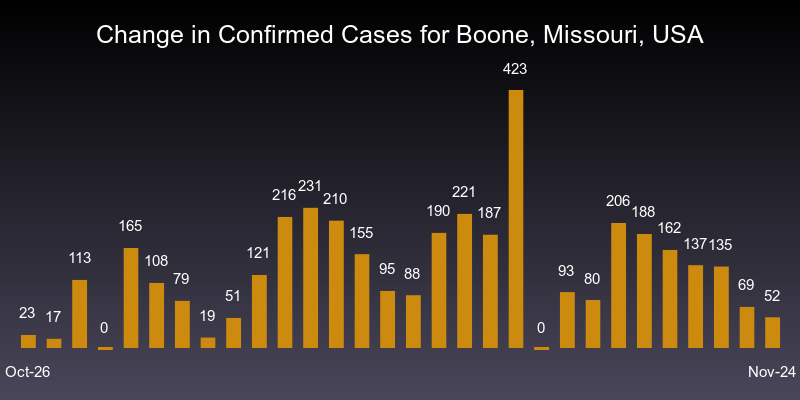 Change in Confirmed Cases for Boone, Missouri, USA
23 17 113 0 165 108 79 19 51 121 216 231 210 155 95 88 190 221 187 423 0 93 80 206 188 162 137 135 69 52
Oct-26 Nov-24